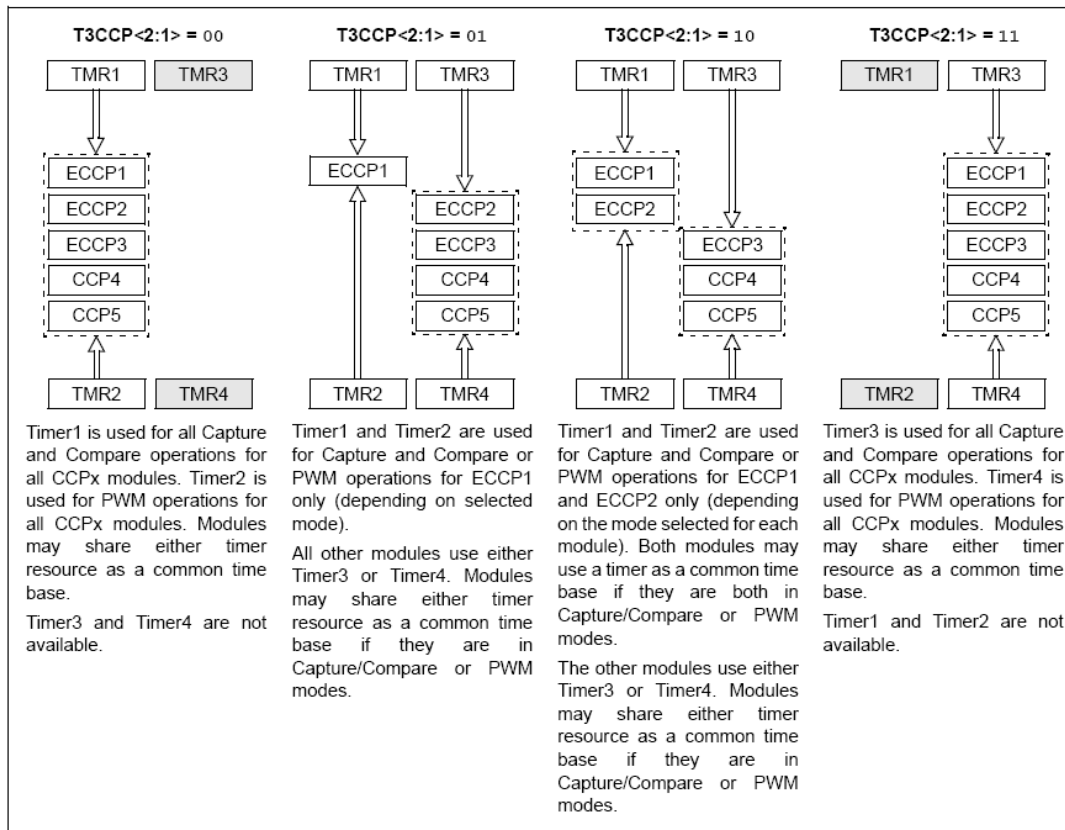 T3CCP<2:1> = 00
TMR1
TMR3
ECCP1
ECCP2
ECCP3
CCP4
CCP5
TMR2
TMR4
Timer1 is used for all Capture
and Compare operations for
all CCPx modules. Timer2 is
used for PWM operations for
all CCPx modules. Modules
may share either timer
resource as a common time
base.
Timer3 and Timer4 are not
available.
T3CCP<2:1> = 01
TMR1
TMR3
ECCP1
ECCP2
ECCP3
CCP4
CCP5
TMR2
TMR4
Timer1 and Timer2 are used
for Capture and Compare or
PWM operations for ECCP1
only (depending on selected
mode).
All other modules use either
Timer3 or Timer4. Modules
may share either timer
resource as a common time
base if they are in
Capture/Compare or PWM
modes.
T3CCP<2:1> = 10
TMR1
TMR3
ECCP1
ECCP2
ECCP3
CCP4
CCP5
TMR2
TMR4
Timer1 and Timer2 are used
for Capture and Compare or
PWM operations for ECCP1
and ECCP2 only (depending
on the mode selected for each
module). Both modules may
use a timer as a common time
base if they are both in
Capture/Compare or PWM
modes.
The other modules use either
Timer3 or Timer4. Modules
may share either timer
resource as a common time
base if they are in
Capture/Compare or PWM
modes.
T3CCP<2:1> = 11
TMR1
TMR3
ECCP1
ECCP2
ECCP3
CCP4
CCP5
TMR2
TMR4
Timer3 is used for all Capture
and Compare operations for
all CCPx modules. Timer4 is
used for PWM operations for
all CCPx modules. Modules
may share either timer
resource as a common time
base.
Timer1 and Timer2 are not
available.